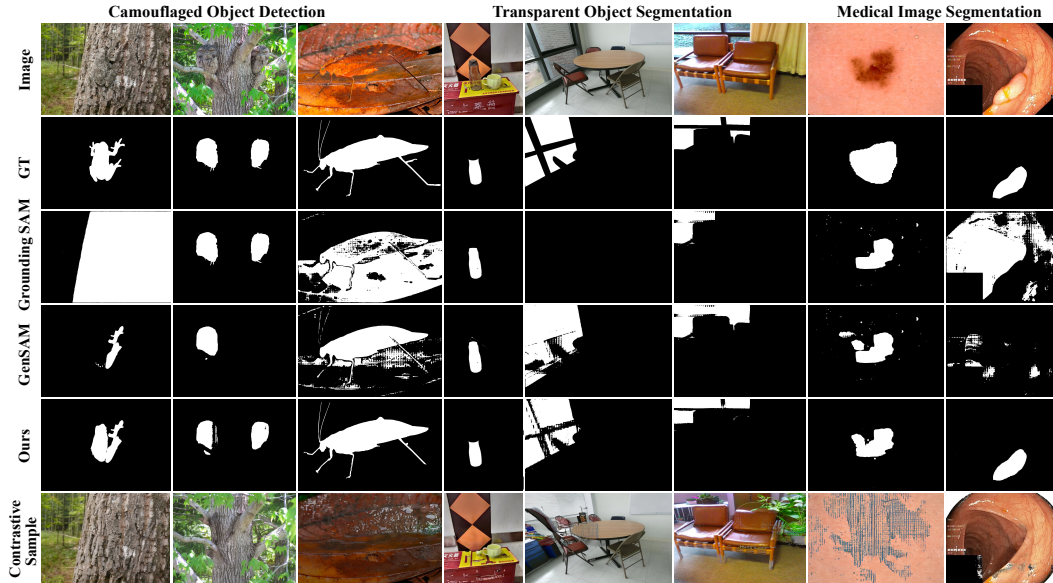 Camouflaged Object Detection
Transparent Object Segmentation
Medical Image Segmentation
Image
GT
Grounding SAM
GenSAM
Ours
Contrastive
Sample